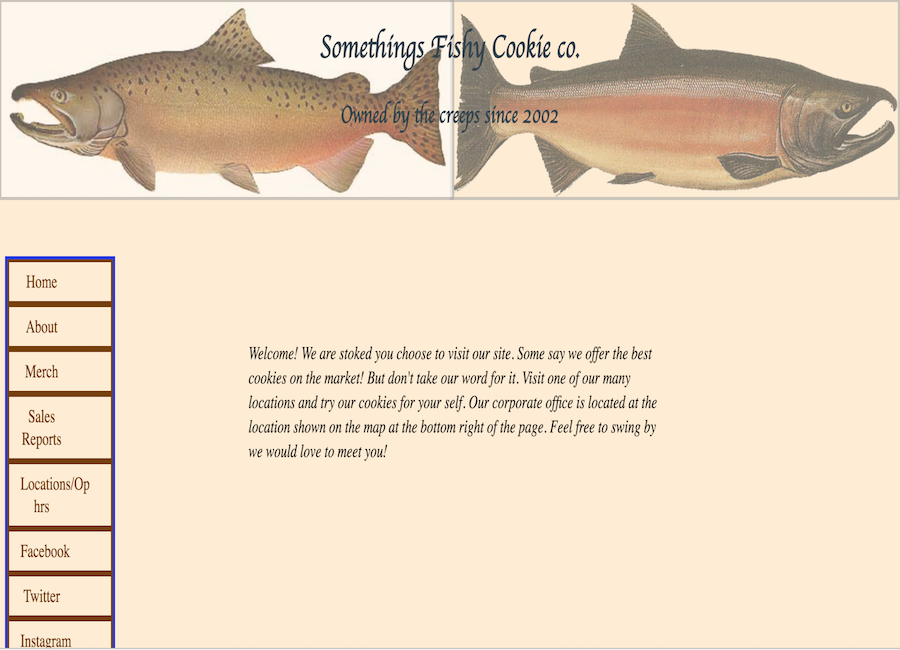 Somethings Fishy Cookie co.
Owned by the creeps since 2002
Home
About
Merch
Sales
Reports
Locations/Op
hrs
Facebook
Twitter
Instagram
Welcome! We are stoked you choose to visit our site. Some say we offer the best
cookies on the market! But don't take our word for it. Visit one of our many
locations and try our cookies for your self. Our corporate office is located at the
location shown on the map at the bottom right of the page. Feel free to swing by
we would love to meet you!